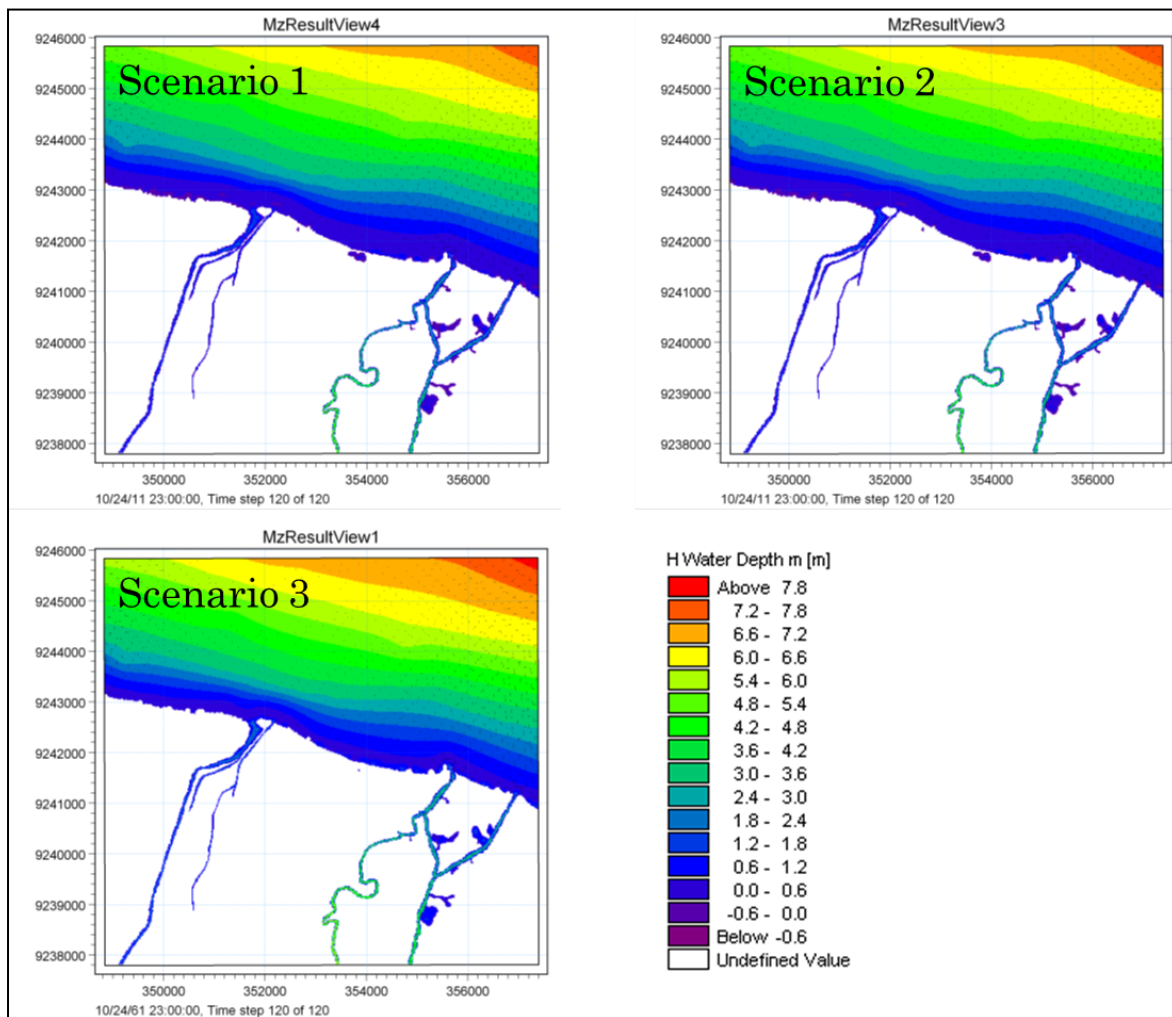 MzResultView4
9246000
9245000
9244000
9243000
9242000
9241000
9240000
9239000
9238000
Scenario 1
350000 352000 354000 356000
10/24/11 23:00:00, Time step 120 of 120
MzResultView3
9246000
9245000
9244000
9243000
9242000
9241000
9240000
9239000
9238000
Scenario 2
350000 352000 354000 356000
10/24/11 23:00:00, Time step 120 of 120
MzResultView1
9246000
9245000
9244000
9243000
9242000
9241000
9240000
9239000
9238000
Scenario 3
350000 352000 354000 356000
10/24/61 23:00:00, Time step 120 of 120
H Water Depth m [m]
Above 7.8
7.2 - 7.8
6.6 - 7.2
6.0 - 6.6
5.4 - 6.0
4.8 - 5.4
4.2 - 4.8
3.6 - 4.2
3.0 - 3.6
2.4 - 3.0
1.8 - 2.4
1.2 - 1.8
0.6 - 1.2
0.0 - 0.6
-0.6 - 0.0
Below -0.6
Undefined Value